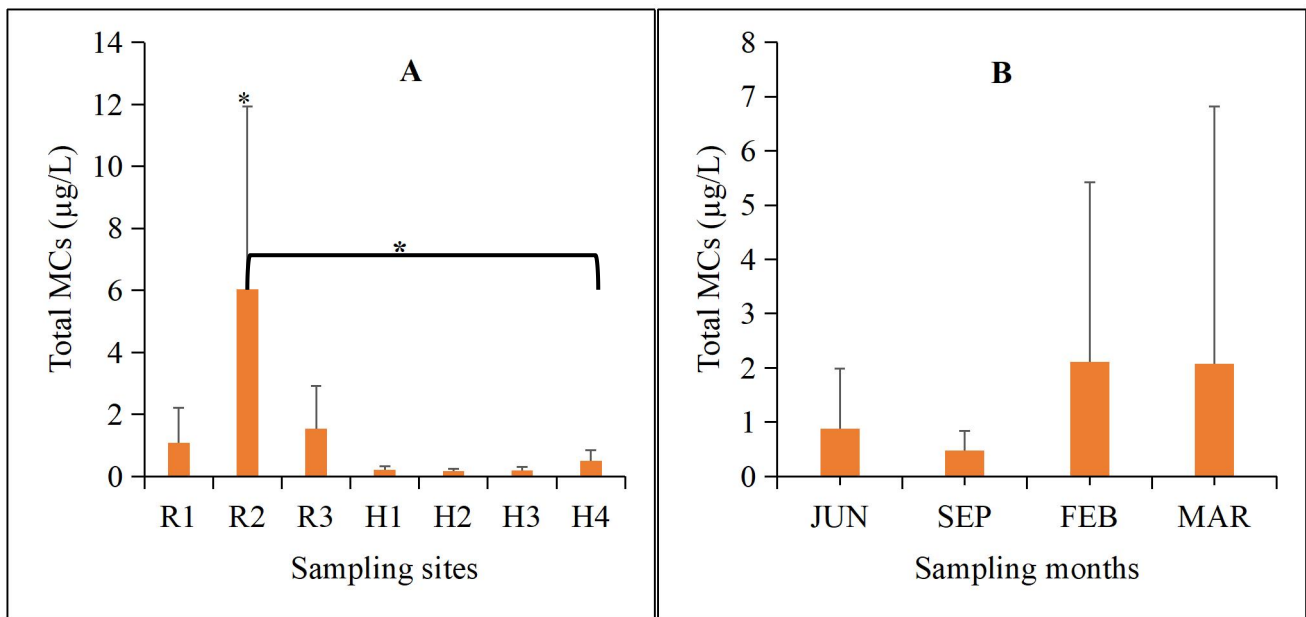 A
Total MCs (µg/L)
14
12
10
8
6
4
2
0
*
*
R1 R2 R3 H1 H2 H3 H4
Sampling sites
B
Total MCs (µg/L)
8
7
6
5
4
3
2
1
0
JUN SEP FEB MAR
Sampling months